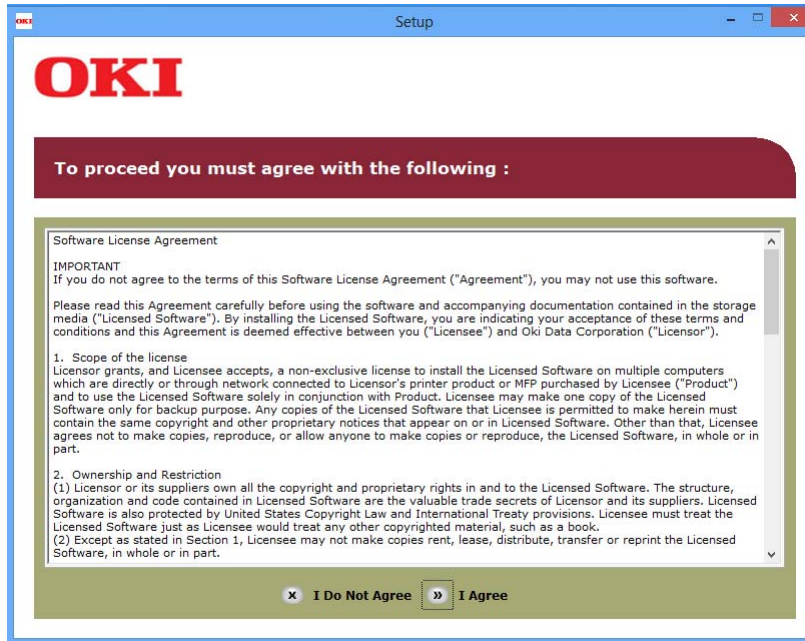 OKI
Setup
OKI
To proceed you must agree with the following :
Software License Agreement
IMPORTANT
If you do not agree to the terms of this Software License Agreement ("Agreement"), you may not use this software.
Please read this Agreement carefully before using the software and accompanying documentation contained in the storage
media ("Licensed Software"). By installing the Licensed Software, you are indicating your acceptance of these terms and
conditions and this Agreement is deemed effective between you ("Licensee") and Oki Data Corporation ("Licensor").
1. Scope of the license
Licensor grants, and Licensee accepts, a non-exclusive license to install the Licensed Software on multiple computers
which are directly or through network connected to Licensor's printer product or MFP purchased by Licensee ("Product")
and to use the Licensed Software solely in conjunction with Product. Licensee may make one copy of the Licensed
Software only for backup purpose. Any copies of the Licensed Software that Licensee is permitted to make herein must
contain the same copyright and other proprietary notices that appear on or in Licensed Software. Other than that, Licensee
agrees not to make copies, reproduce, or allow anyone to make copies or reproduce, the Licensed Software, in whole or in
part.
2. Ownership and Restriction
(1) Licensor or its suppliers own all the copyright and proprietary rights in and to the Licensed Software. The structure,
organization and code contained in Licensed Software are the valuable trade secrets of Licensor and its suppliers. Licensed
Software is also protected by United States Copyright Law and International Treaty provisions. Licensee must treat the
Licensed Software just as Licensee would treat any other copyrighted material, such as a book.
(2) Except as stated in Section 1, Licensee may not make copies rent, lease, distribute, transfer or reprint the Licensed
Software, in whole or in part.
I Do Not Agree » I Agree